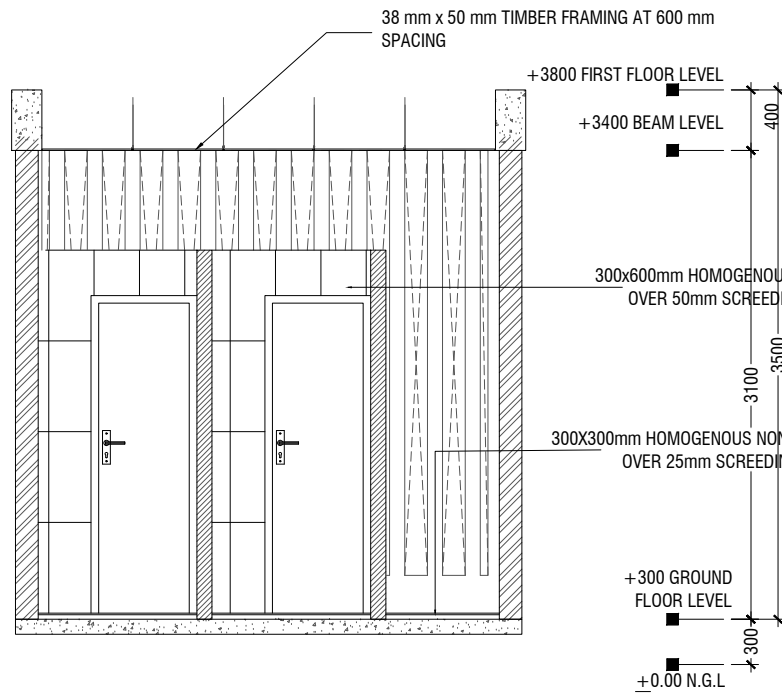 38 mm x 50 mm TIMBER FRAMING AT 600 mm
SPACING
+3800 FIRST FLOOR LEVEL
400
+3400 BEAM LEVEL
300x600mm HOMOGENOU
OVER 50mm SCREEDI
3500
3100
300X300mm HOMOGENOUS NON
OVER 25mm SCREEDIN
+300 GROUND
FLOOR LEVEL
300
+0.00 N.G.L